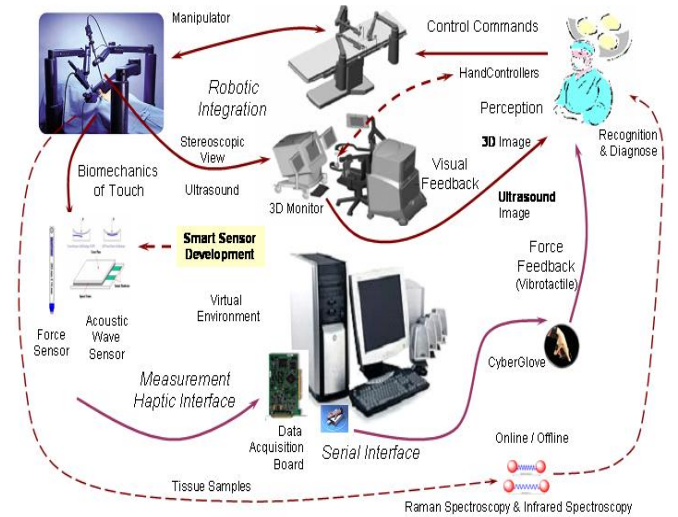 Manipulator
Control Commands
HandControllers
Robotic
Integration
Perception
Stereoscopic
View
3D Image
Recognition
& Diagnose
Biomechanics
of Touch
Ultrasound
3D Monitor
Visual
Feedback
Ultrasound
Image
Smart Sensor
Development
Force
Feedback
(Vibrotactile)
Virtual
Environment
Force
Sensor
Acoustic
Wave
Sensor
CyberGlove
Measurement
Haptic Interface
Data
Acquisition
Board
Serial Interface
Online / Offline
Tissue Samples
Raman Spectroscopy & Infrared Spectroscopy